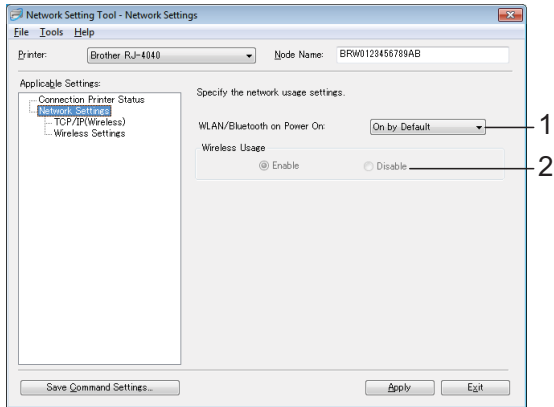 Network Setting Tool - Network Settings
File Tools Help
Printer: Brother RJ-4040 Node Name: BRW0123456789AB
Applicable Settings:
Connection Printer Status
Network Settings
TCP/IP(Wireless)
Wireless Settings
Specify the network usage settings.
WLAN/Bluetooth on Power On: On by Default 1
Wireless Usage
Enable Disable 2
Save Command Settings... Apply Exit